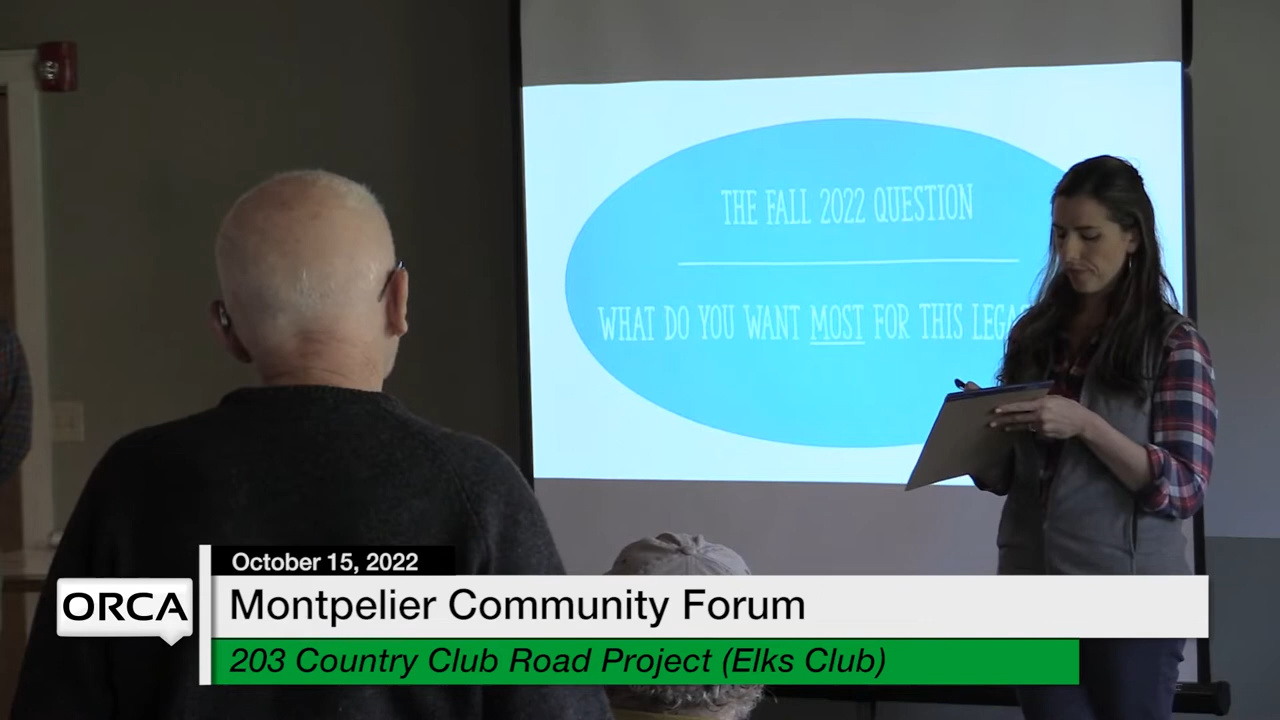 THE FALL 2022 QUESTION
WHAT DO YOU WANT MOST FOR THIS
October 15, 2022
ORCA
Montpelier Community Forum
203 Country Club Road Project (Elks Club)